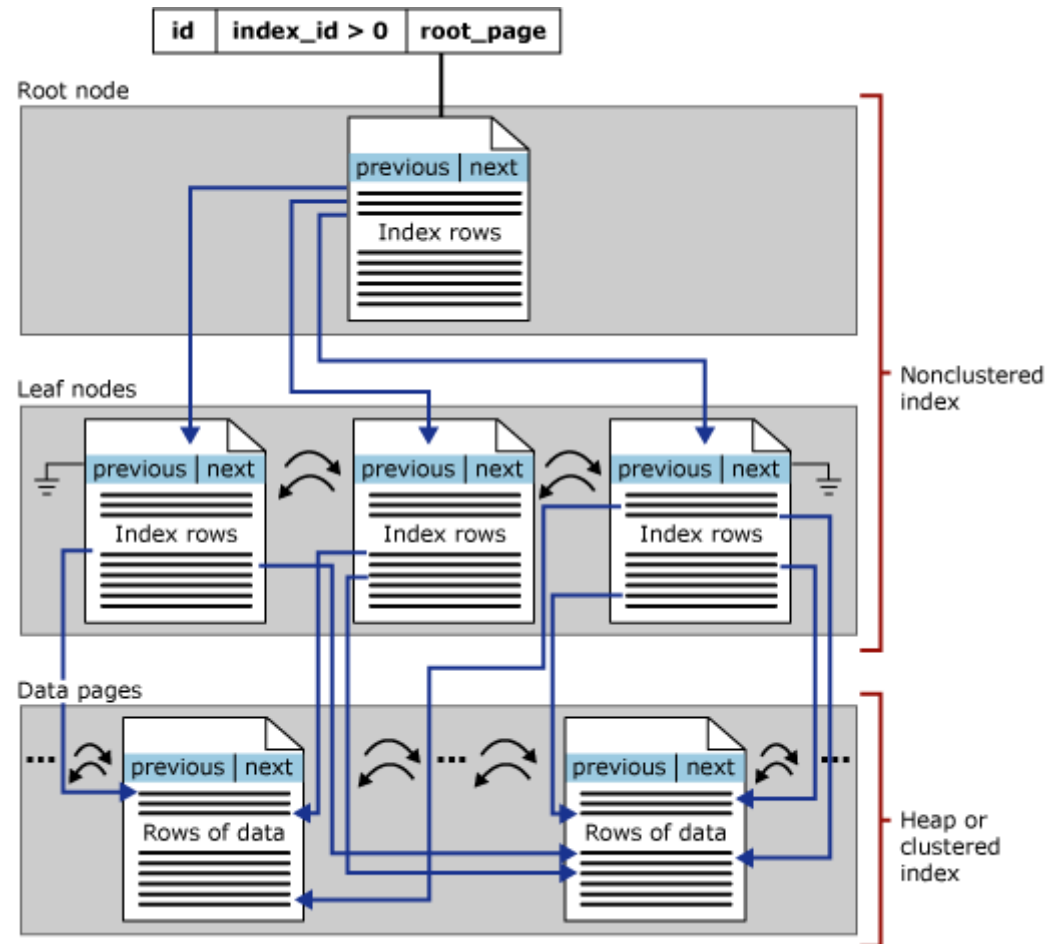 id index_id > 0 root_page
Root node
previous next
Index rows
Nonclustered
index
Leaf nodes
previous next previous next previous next
Index rows Index rows Index rows
Data pages
... ... ...
previous next previous next
Rows of data Rows of data
Heap or
clustered
index